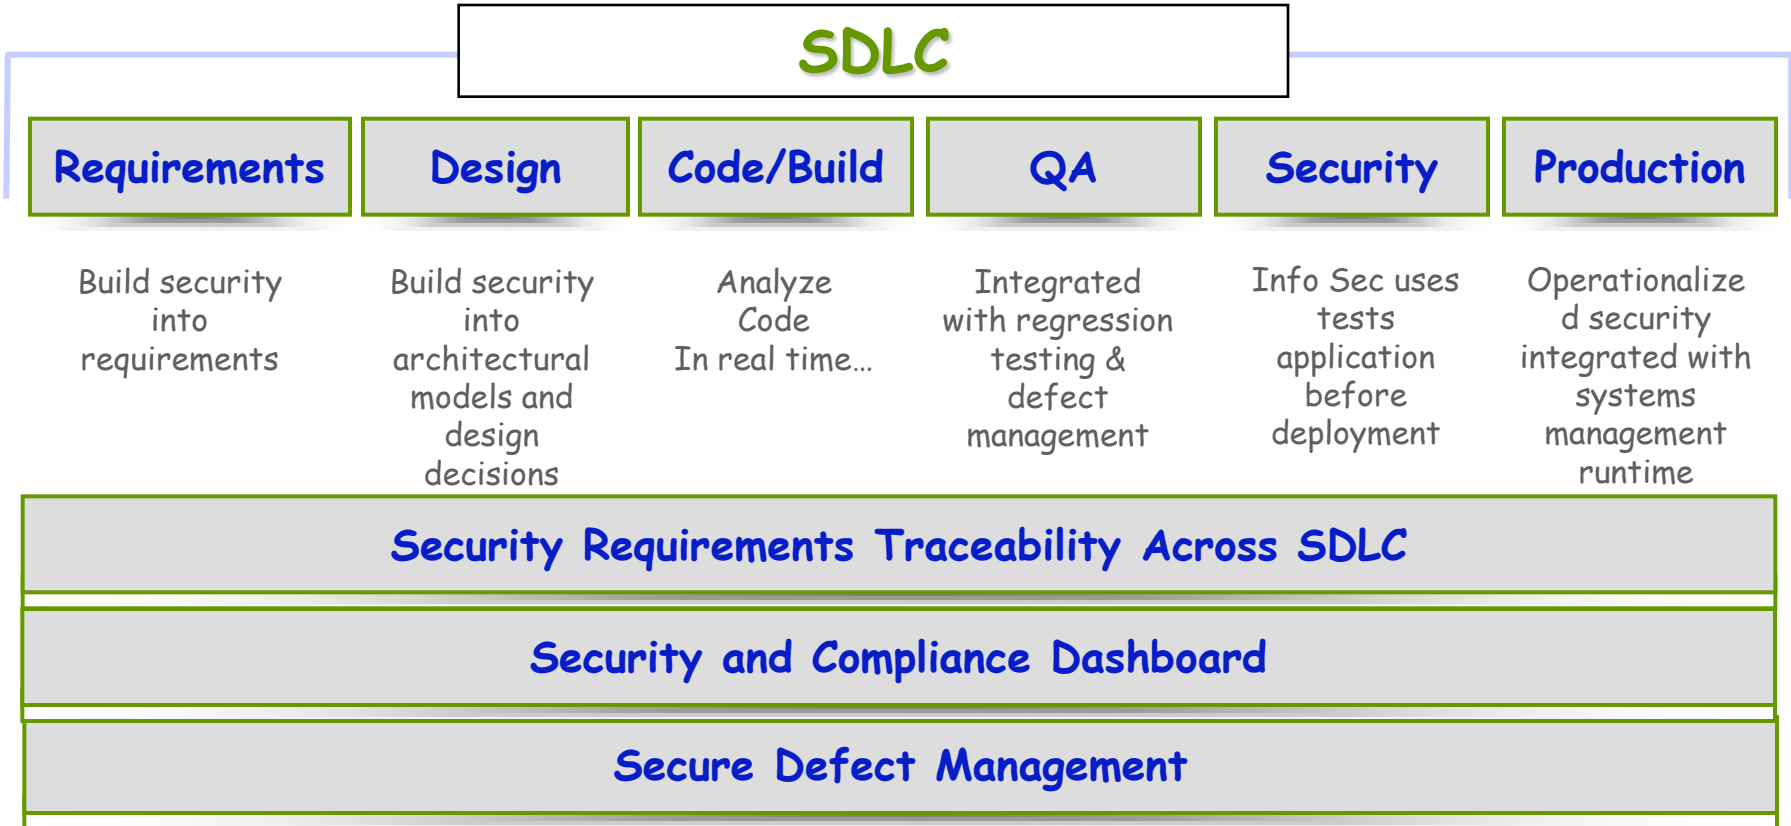 SDLC
Requirements
Design
Code/Build
QA
Security
Production
Build security
into
requirements
Build security
into
architectural
models and
design
decisions
Analyze
Code
In real time...
Integrated
with regression
testing &
defect
management
Info Sec uses
tests
application
before
deployment
Operationalize
d security
integrated with
systems
management
runtime
Security Requirements Traceability Across SDLC
Security and Compliance Dashboard
Secure Defect Management